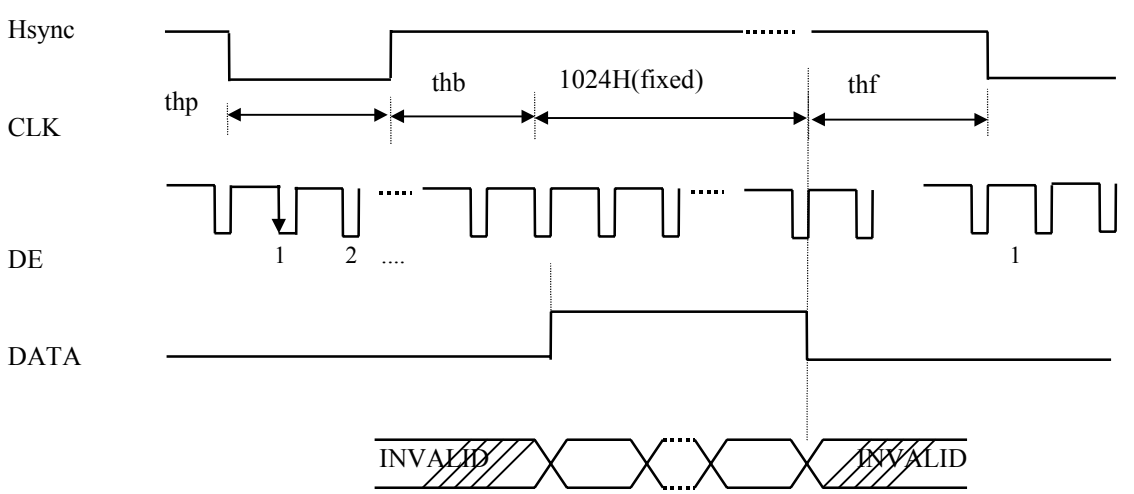 Hsync
thp
thb
1024H(fixed)
thf
CLK
1
2
....
1
DE
DATA
INVALID
INVALID